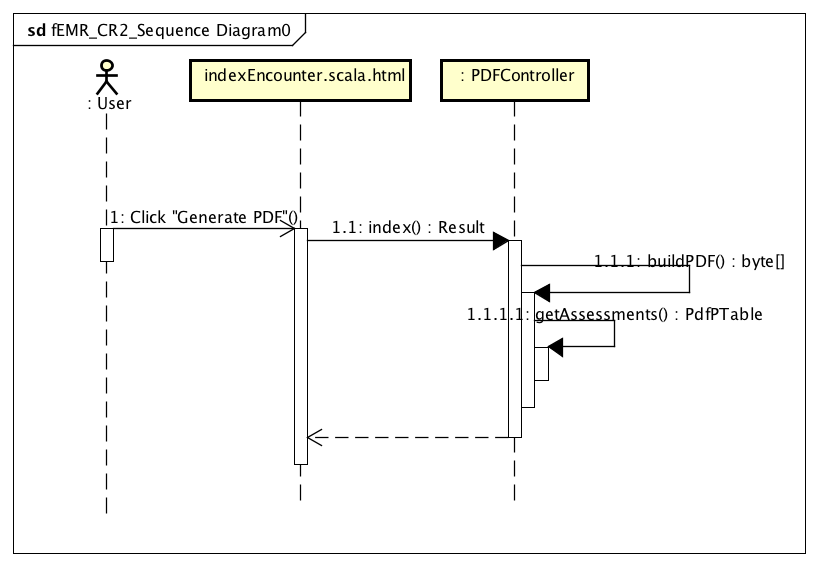 sd fEMR_CR2_Sequence Diagram0
: User
indexEncounter.scala.html
: PDFController
1: Click "Generate PDF"()
1.1: index() : Result
1.1.1: buildPDF() : byte[]
1.1.1.1: getAssessments() : PdfPTable